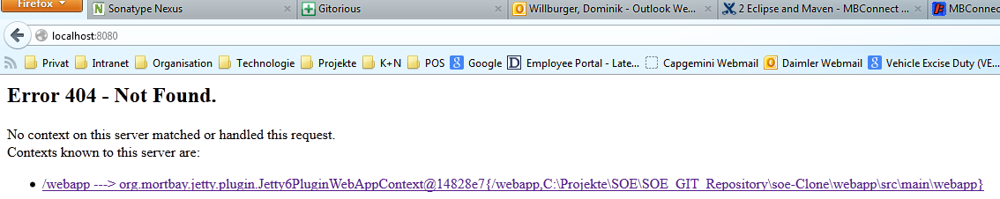 Firefox
Sonatype Nexus
Gitorious
Willburger, Dominik - Outlook We...
2 Eclipse and Maven - MBConnect ...
MBConne
localhost:8080
Privat
Intranet
Organisation
Technologie
Projekte
K+N
POS
Google
Employee Portal - Late...
Capgemini Webmail
Daimler Webmail
Vehicle Excise Duty (VE...
Error 404 - Not Found.
No context on this server matched or handled this request.
Contexts known to this server are:
/webapp ---> org.mortbay.jetty.plugin.Jetty6PluginWebAppContext@14828e7{/webapp,C:\Projekte\SOE\SOE_GIT_Repository\soe-Clone\webapp\src\main\webapp}